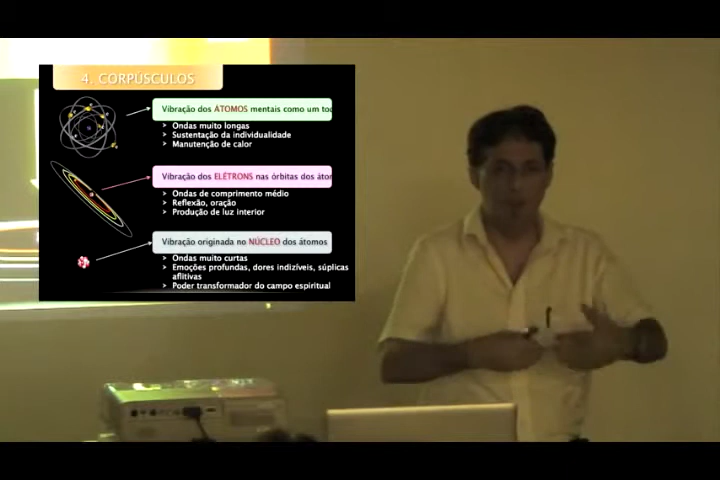 4. CORPÚSCULOS
Vibração dos ÁTOMOS mentais como um tod
Ondas muito longas
Sustentação da individualidade
Manutenção de calor
Vibração dos ELÉTRONS nas órbitas dos áto
Ondas de comprimento médio
Reflexão, oração
Produção de luz interior
Vibração originada no NÚCLEO dos átomos
Ondas muito curtas
Emoções profundas, dores indizíveis, súplicas
aflitivas
Poder transformador do campo espiritual